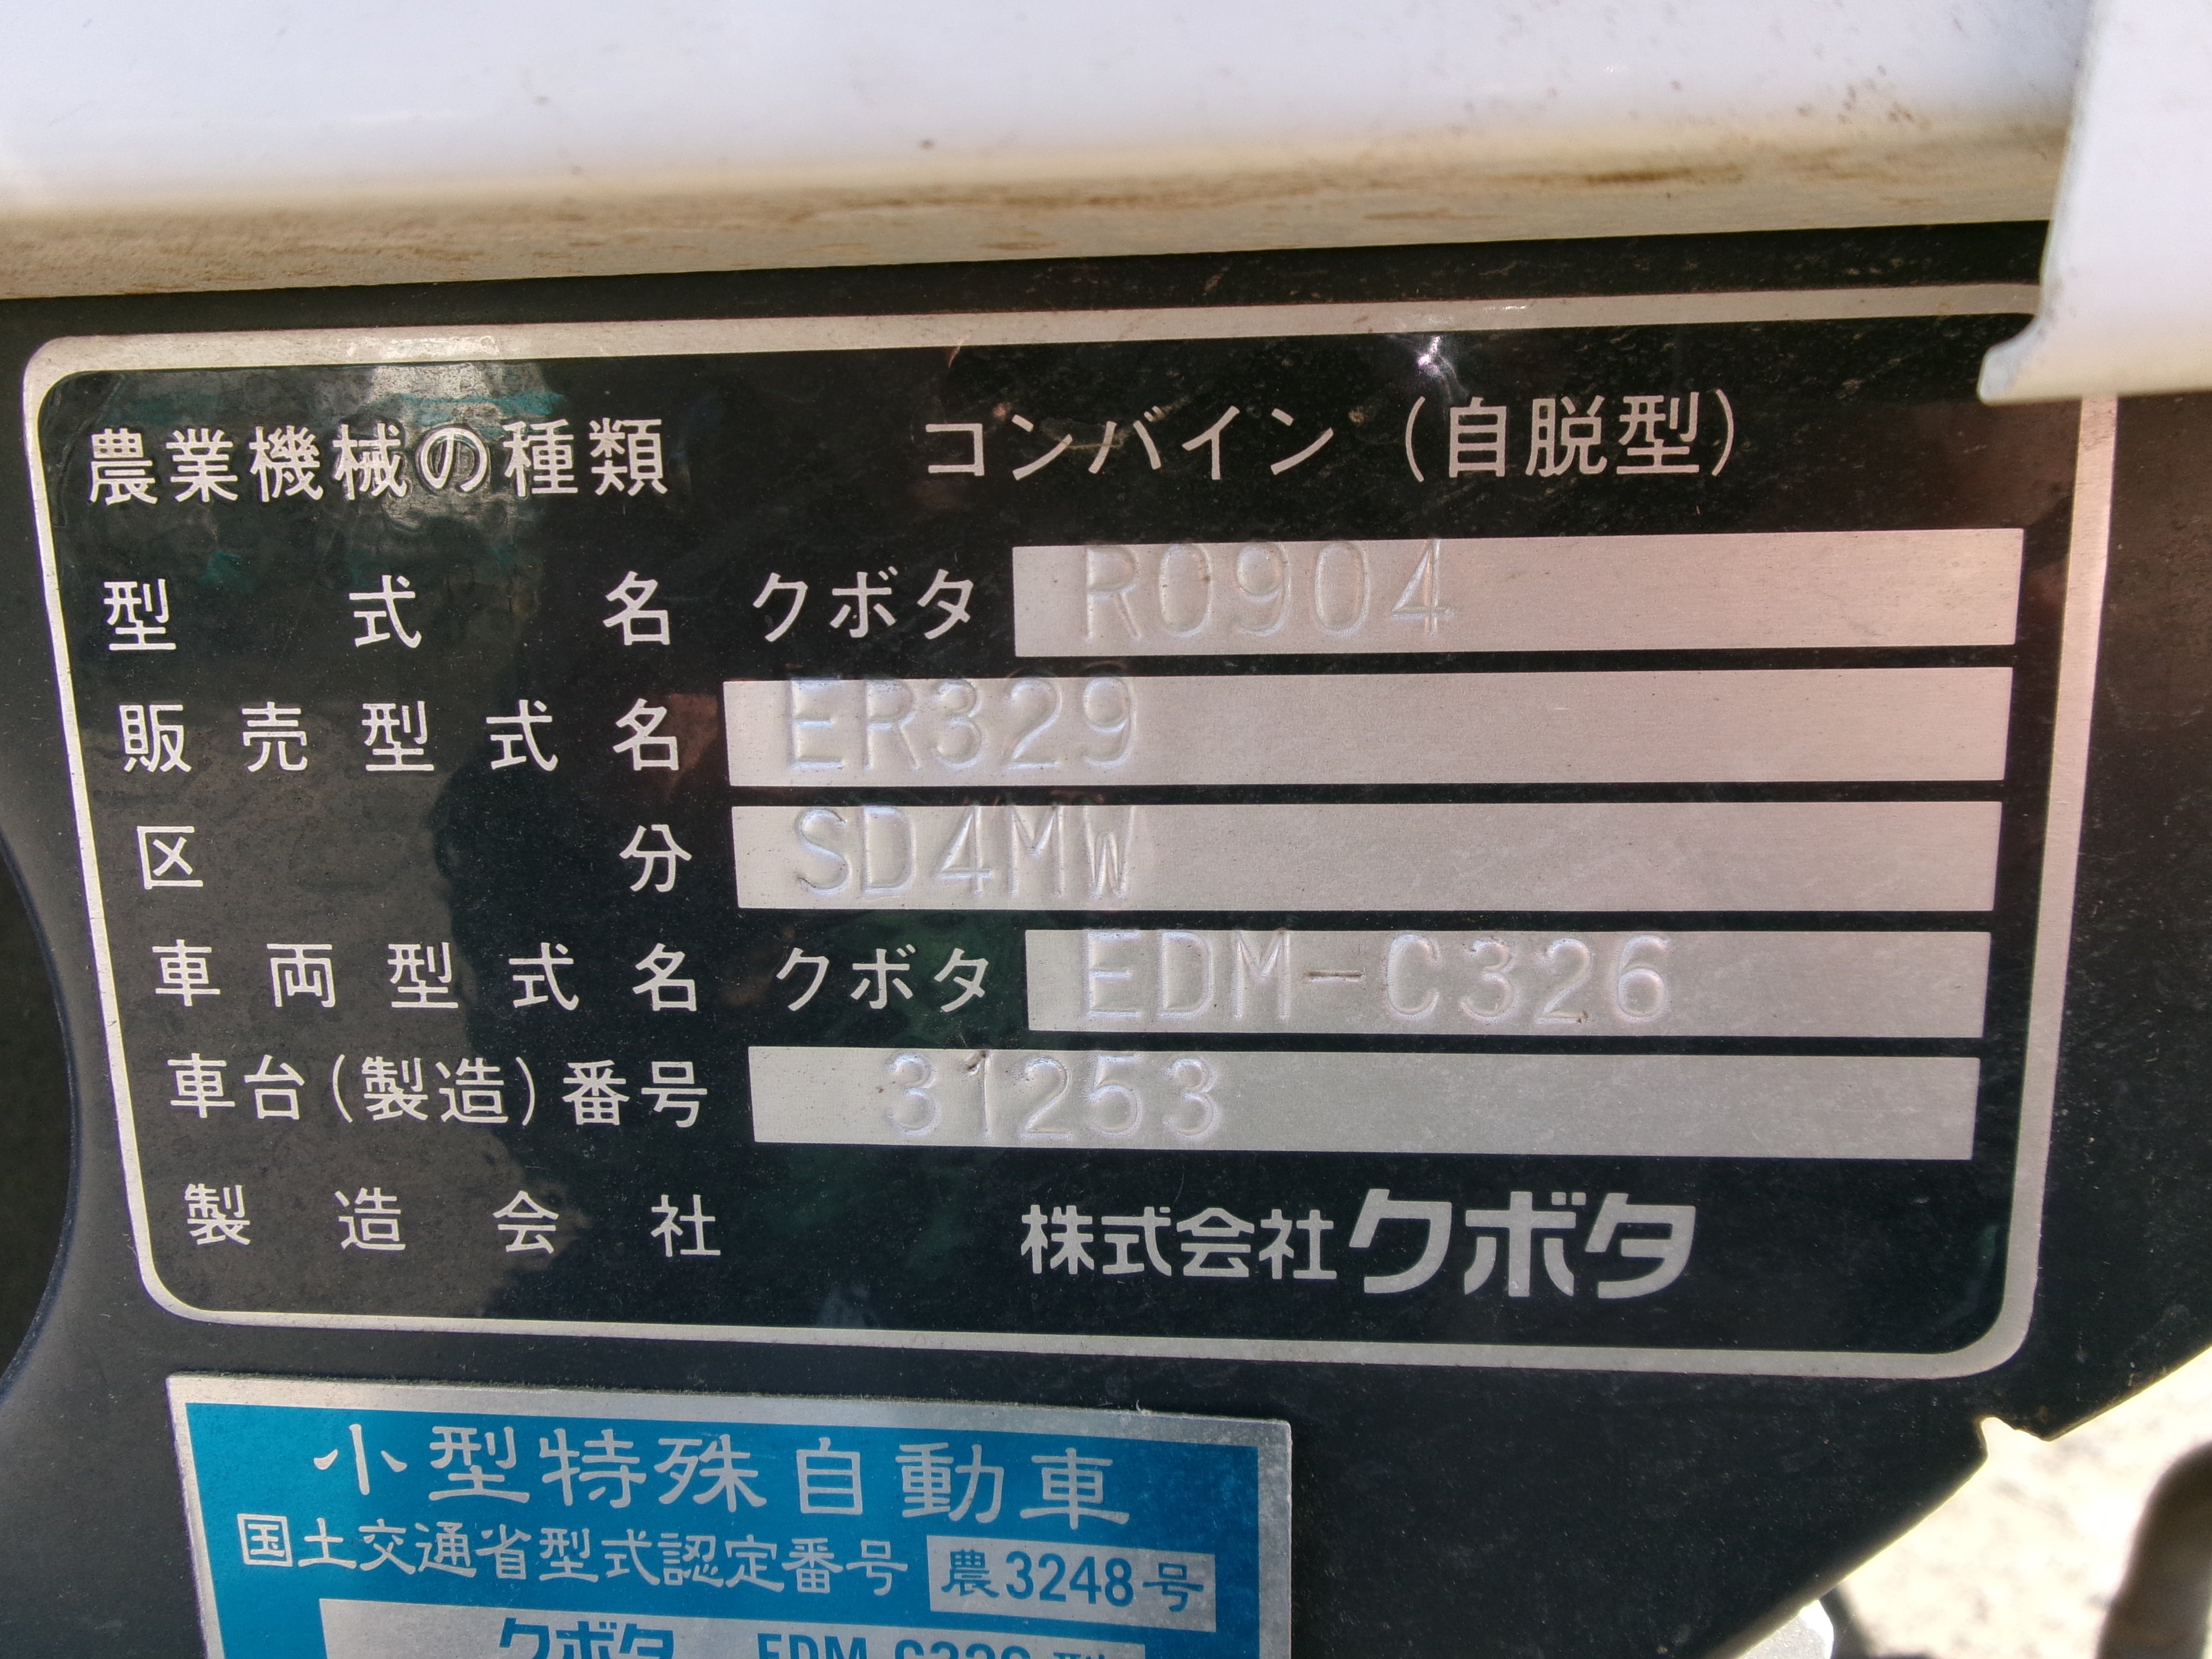 農業機械の種類 コンバイン（自脱型）
型式名 クボタ R0904
販売型式名 ER329
区分 SD4MW
車両型式名 クボタ EDM-C326
車台（製造）番号 31253
製造会社 株式会社クボタ
小型特殊自動車
国土交通省型式認定番号 農3248号
クボタ